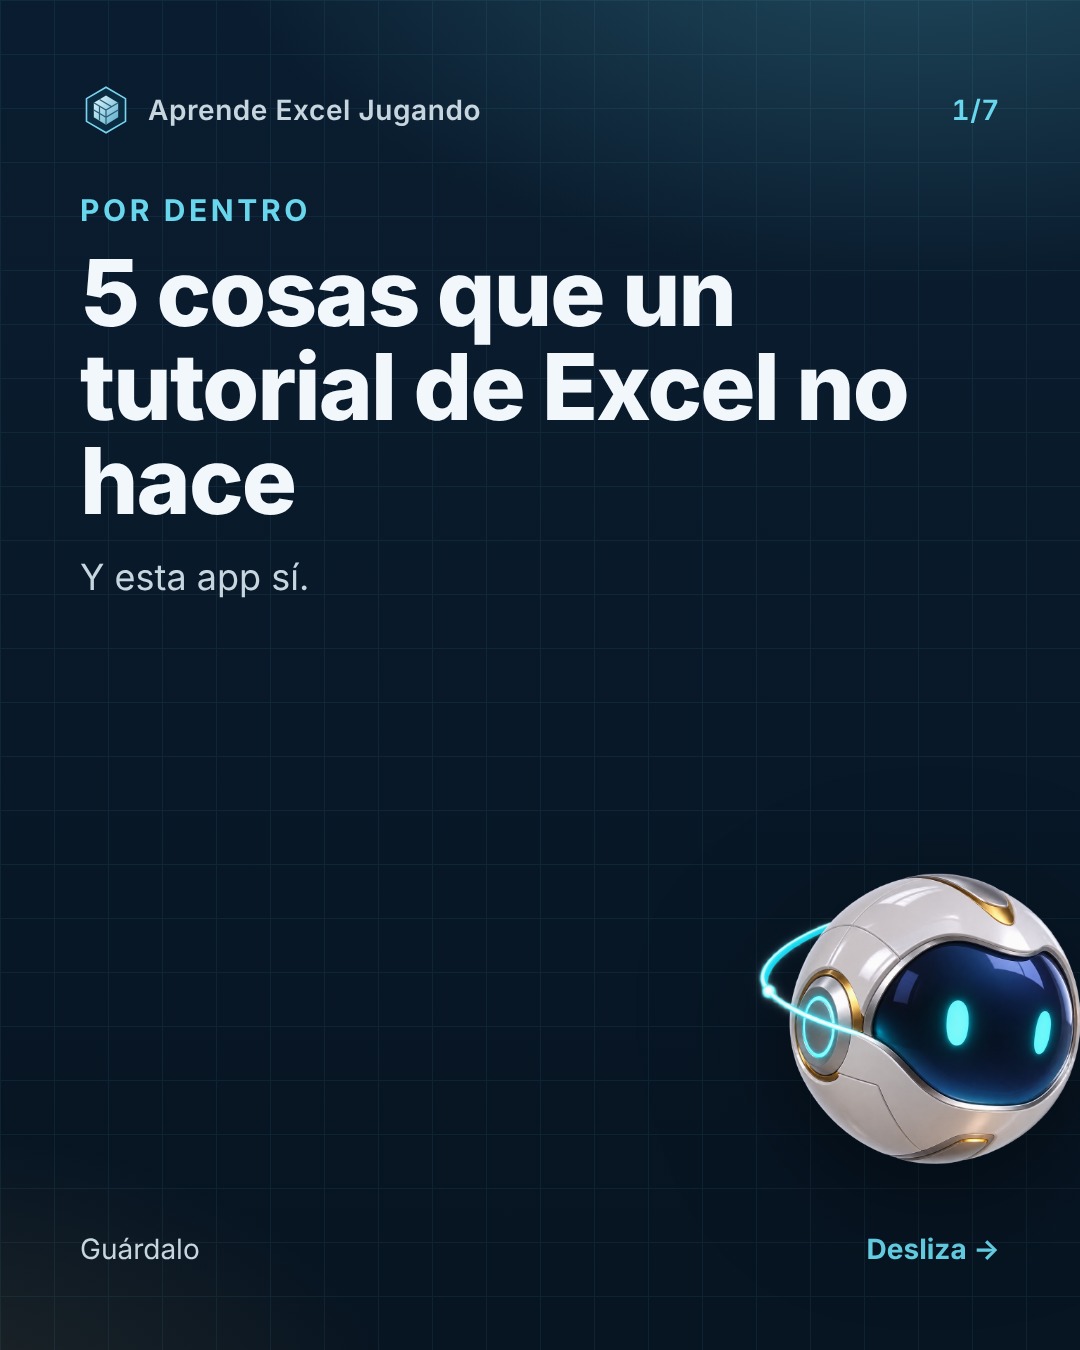 Aprende Excel Jugando
1/7
POR DENTRO
5 cosas que un
tutorial de Excel no
hace
Y esta app sí.
Guárdalo
Desliza →